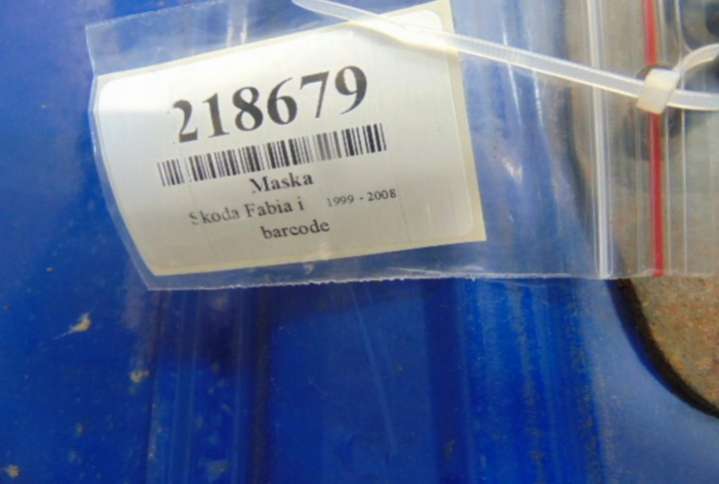 218679
Maska
Skoda Fabia i 1999 - 2008
barcode